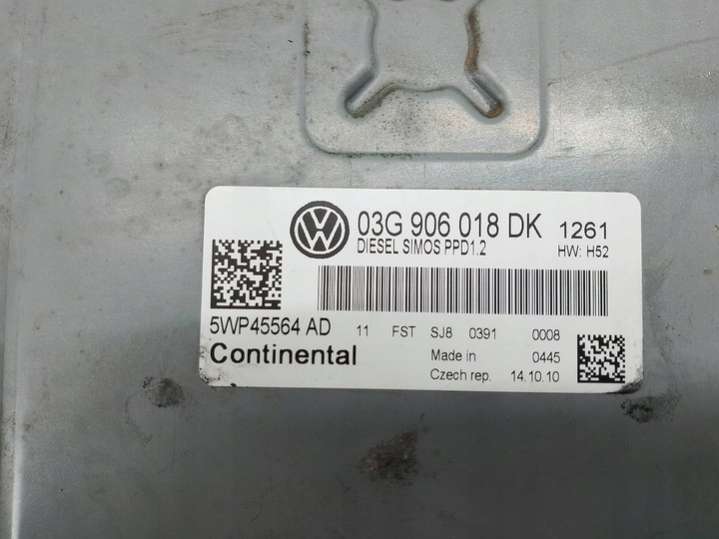 03G 906 018 DK 1261
DIESEL SIMOS PPD1.2 HW: H52
5WP45564 AD 11 FST SJ8 0391 0008
Continental Made in 0445
Czech rep. 14.10.10